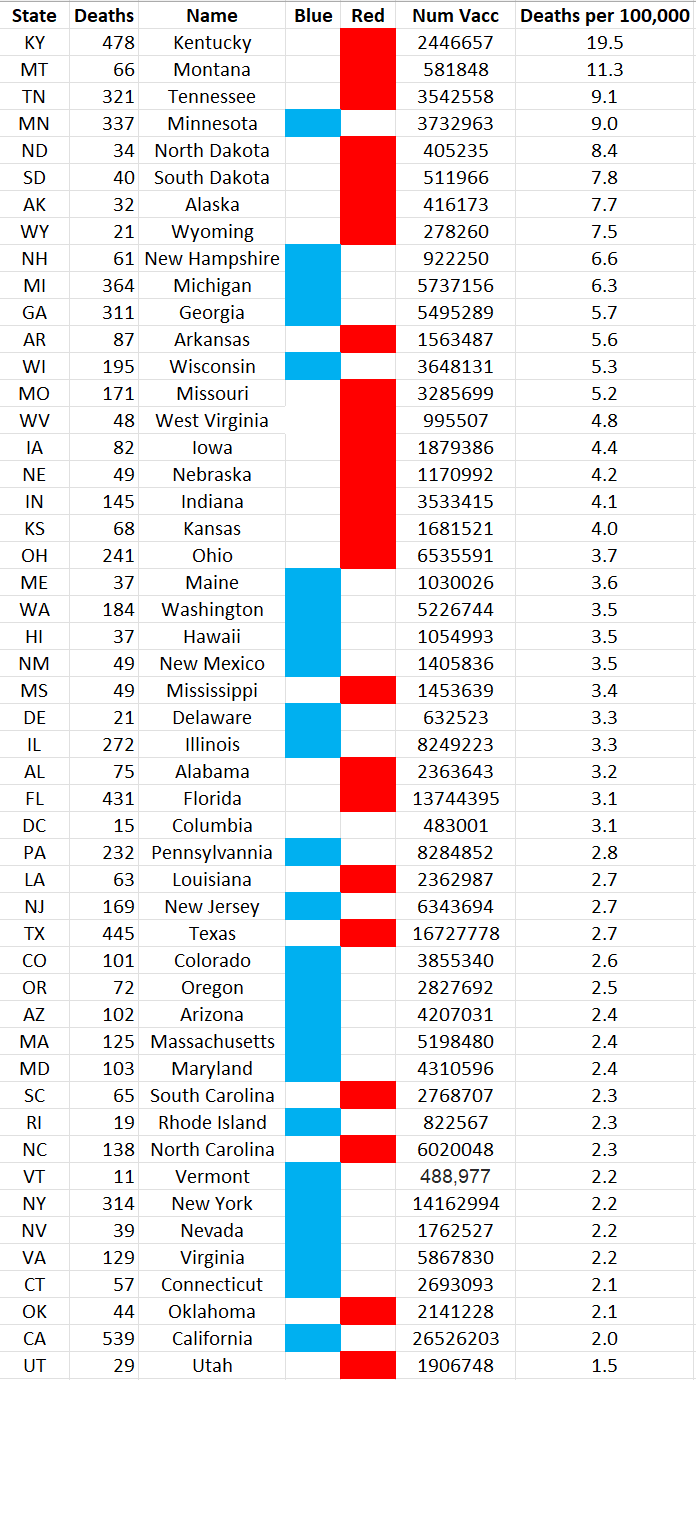 State Deaths Name Blue Red Num Vacc Deaths per 100,000
KY 478 Kentucky 2446657 19.5
MT 66 Montana 581848 11.3
TN 321 Tennessee 3542558 9.1
MN 337 Minnesota 3732963 9.0
ND 34 North Dakota 405235 8.4
SD 40 South Dakota 511966 7.8
AK 32 Alaska 416173 7.7
WY 21 Wyoming 278260 7.5
NH 61 New Hampshire 922250 6.6
MI 364 Michigan 5737156 6.3
GA 311 Georgia 5495289 5.7
AR 87 Arkansas 1563487 5.6
WI 195 Wisconsin 3648131 5.3
MO 171 Missouri 3285699 5.2
WV 48 West Virginia 995507 4.8
IA 82 Iowa 1879386 4.4
NE 49 Nebraska 1170992 4.2
IN 145 Indiana 3533415 4.1
KS 68 Kansas 1681521 4.0
OH 241 Ohio 6535591 3.7
ME 37 Maine 1030026 3.6
WA 184 Washington 5226744 3.5
HI 37 Hawaii 1054993 3.5
NM 49 New Mexico 1405836 3.5
MS 49 Mississippi 1453639 3.4
DE 21 Delaware 632523 3.3
IL 272 Illinois 8249223 3.3
AL 75 Alabama 2363643 3.2
FL 431 Florida 13744395 3.1
DC 15 Columbia 483001 3.1
PA 232 Pennsylvannia 8284852 2.8
LA 63 Louisiana 2362987 2.7
NJ 169 New Jersey 6343694 2.7
TX 445 Texas 16727778 2.7
CO 101 Colorado 3855340 2.6
OR 72 Oregon 2827692 2.5
AZ 102 Arizona 4207031 2.4
MA 125 Massachusetts 5198480 2.4
MD 103 Maryland 4310596 2.4
SC 65 South Carolina 2768707 2.3
RI 19 Rhode Island 822567 2.3
NC 138 North Carolina 6020048 2.3
VT 11 Vermont 488,977 2.2
NY 314 New York 14162994 2.2
NV 39 Nevada 1762527 2.2
VA 129 Virginia 5867830 2.2
CT 57 Connecticut 2693093 2.1
OK 44 Oklahoma 2141228 2.1
CA 539 California 26526203 2.0
UT 29 Utah 1906748 1.5